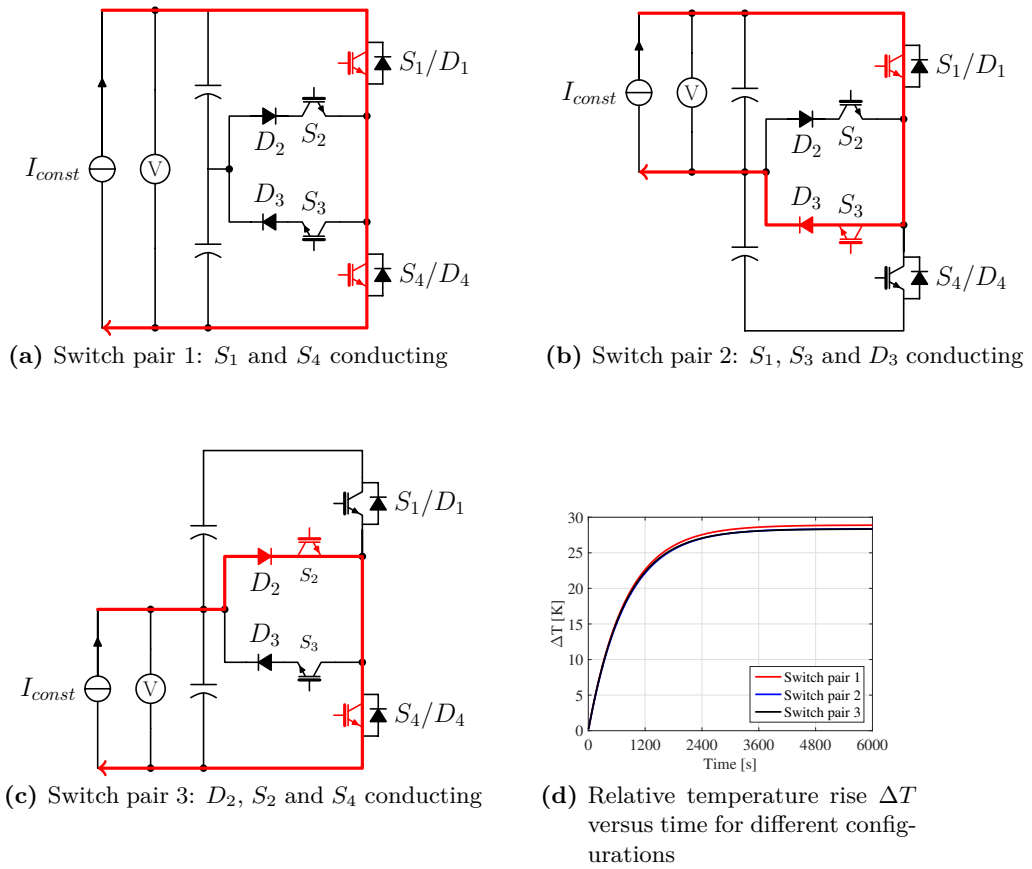 I_const
V
S_1/D_1
D_2
S_2
D_3
S_3
S_4/D_4
(a) Switch pair 1: S_1 and S_4 conducting
I_const
V
S_1/D_1
D_2
S_2
D_3
S_3
S_4/D_4
(b) Switch pair 2: S_1, S_3 and D_3 conducting
S_1/D_1
D_2
S_2
D_3
S_3
I_const
V
S_4/D_4
(c) Switch pair 3: D_2, S_2 and S_4 conducting
ΔT [K]
30
25
20
15
10
5
0
Switch pair 1
Switch pair 2
Switch pair 3
0 1200 2400 3600 4800 6000
Time [s]
(d) Relative temperature rise ΔT
versus time for different config-
urations